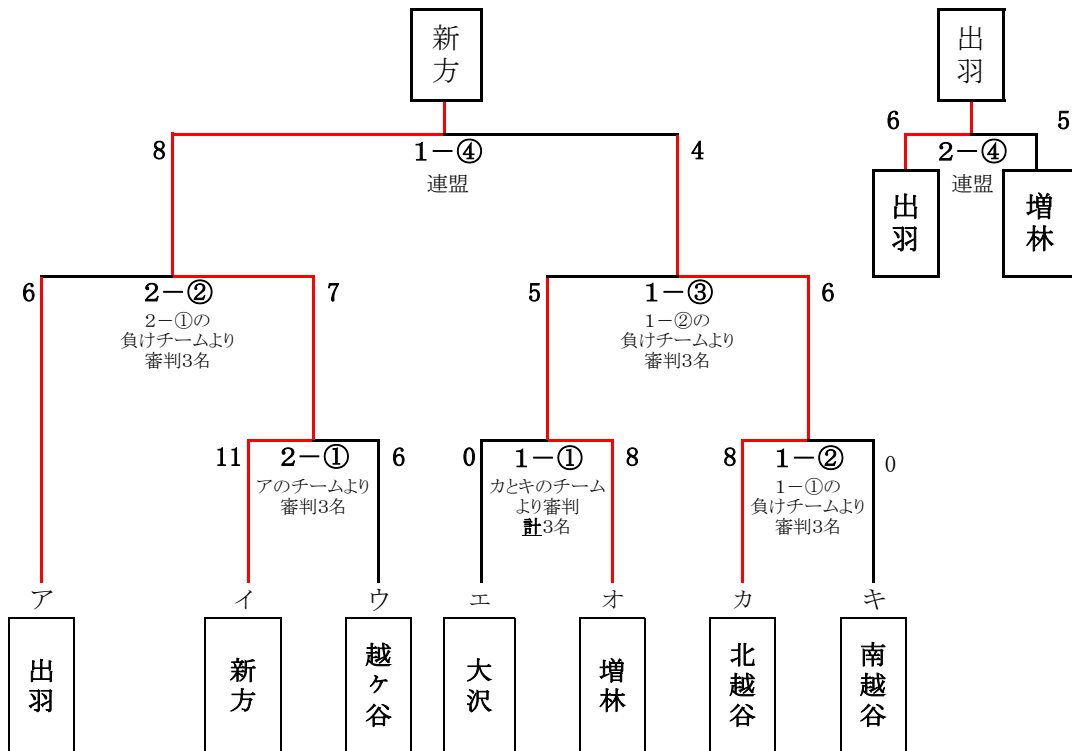 新方
出羽
8
1－④
4
連盟
6
2－④
5
連盟
出羽
増林
6
2－②
7
2－①の
負けチームより
審判3名
5
1－③
6
1－②の
負けチームより
審判3名
11
2－①
6
アのチームより
審判3名
0
1－①
8
カとキのチーム
より審判
計3名
8
1－②
0
1－①の
負けチームより
審判3名
ア
イ
ウ
エ
オ
カ
キ
出羽
新方
越ヶ谷
大沢
増林
北越谷
南越谷